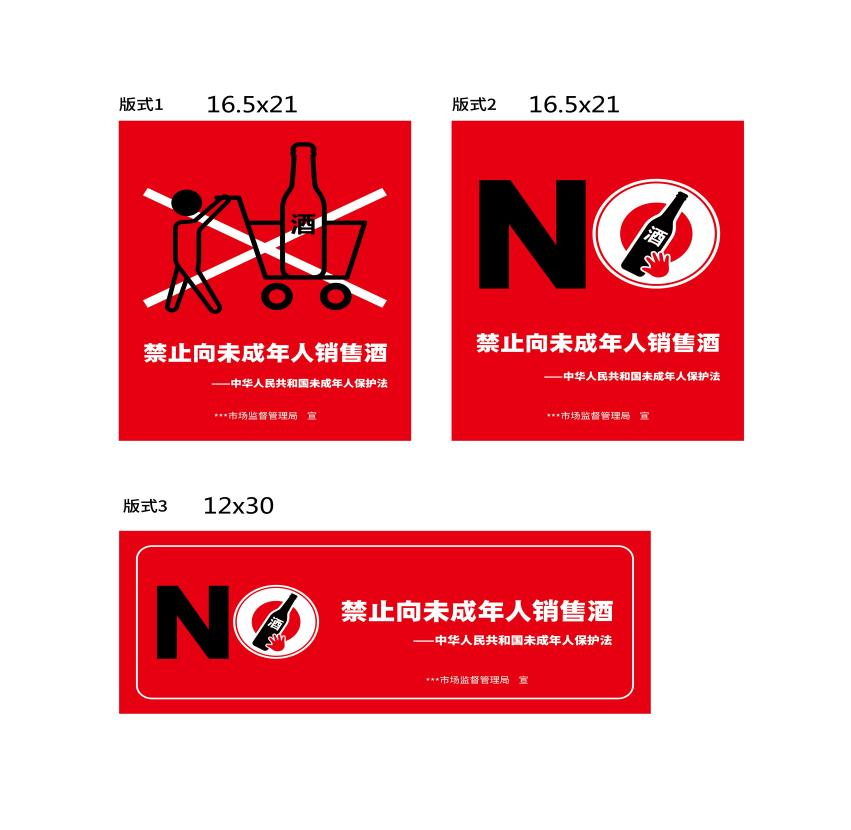 版式1 16.5x21
酒
禁止向未成年人销售酒
——中华人民共和国未成年人保护法
***市场监督管理局 宣
版式2 16.5x21
NO
酒
禁止向未成年人销售酒
——中华人民共和国未成年人保护法
***市场监督管理局 宣
版式3 12x30
NO
酒
禁止向未成年人销售酒
——中华人民共和国未成年人保护法
***市场监督管理局 宣